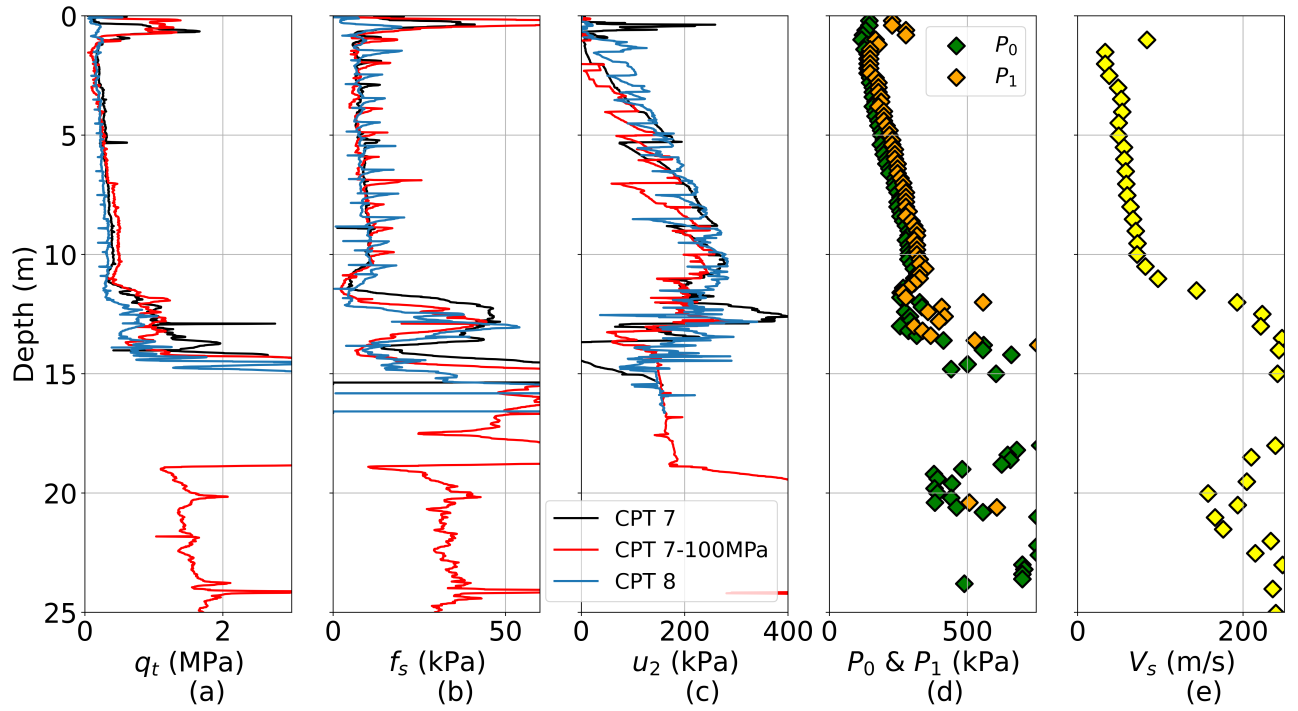 0
5
10
15
20
25
Depth (m)
0 2
q_t (MPa)
(a)
0 50
f_s (kPa)
(b)
0 200 400
u_2 (kPa)
(c)
0 500
P_0 & P_1 (kPa)
(d)
0 200
V_s (m/s)
(e)
P_0
P_1
CPT 7
CPT 7-100MPa
CPT 8